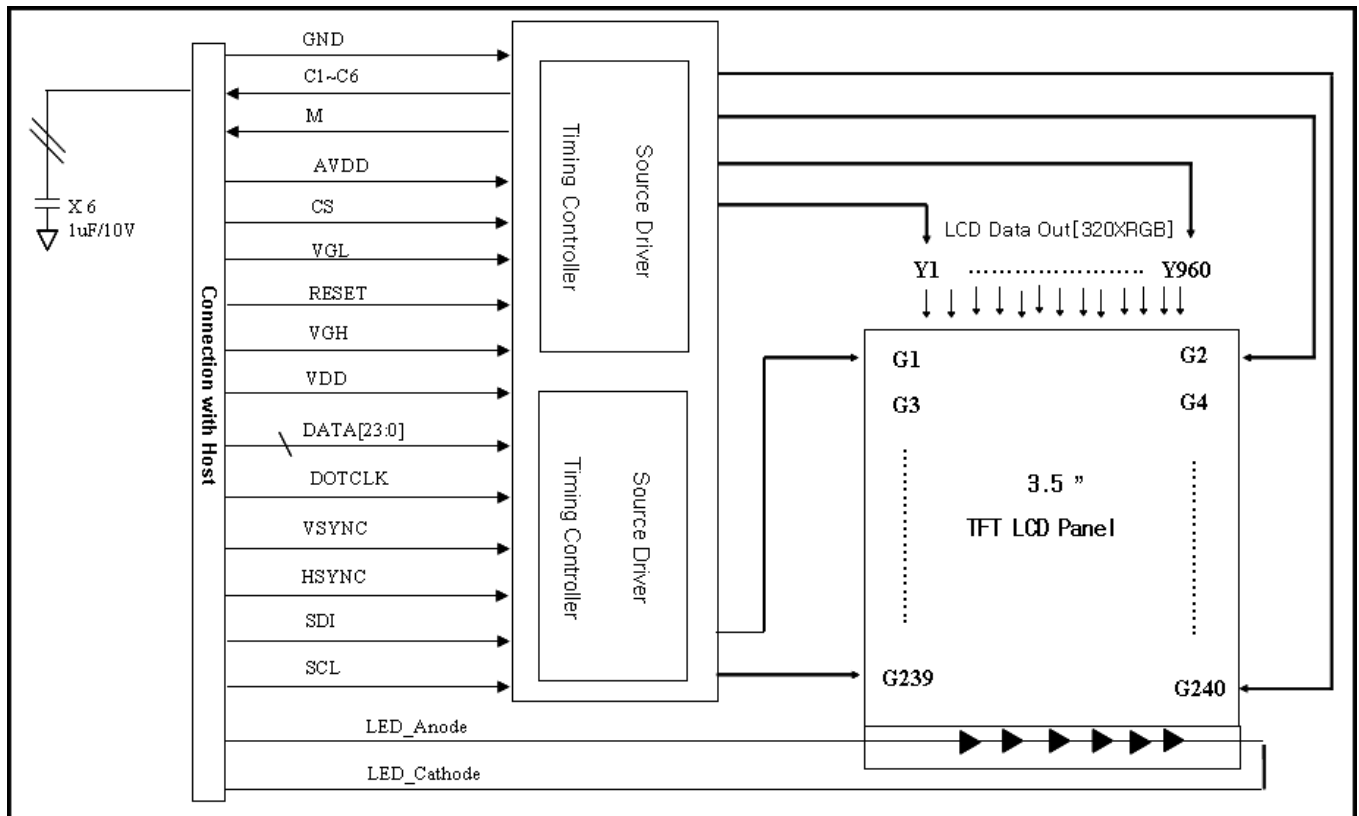 GND
C1~C6
M
AVDD
CS
VGL
RESET
VGH
VDD
DATA[23:0]
DOTCLK
VSYNC
HSYNC
SDI
SCL
LED_Anode
LED_Cathode
X 6
1uF/10V
Connection with Host
Source Driver
Timing Controller
Source Driver
Timing Controller
LCD Data Out[320XRGB]
Y1 ........................ Y960
G1 G2
G3 G4
3.5 "
TFT LCD Panel
G239 G240